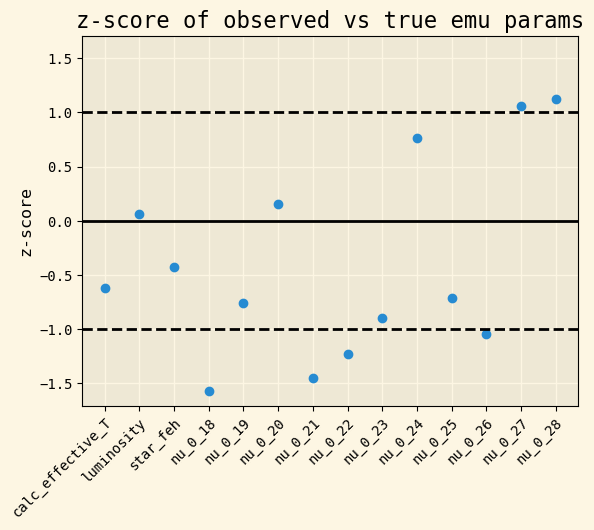 z-score of observed vs true emu params
z-score
1.5
1.0
0.5
0.0
−0.5
−1.0
−1.5
calc_effective_T
luminosity
star_feh
nu_0_18
nu_0_19
nu_0_20
nu_0_21
nu_0_22
nu_0_23
nu_0_24
nu_0_25
nu_0_26
nu_0_27
nu_0_28